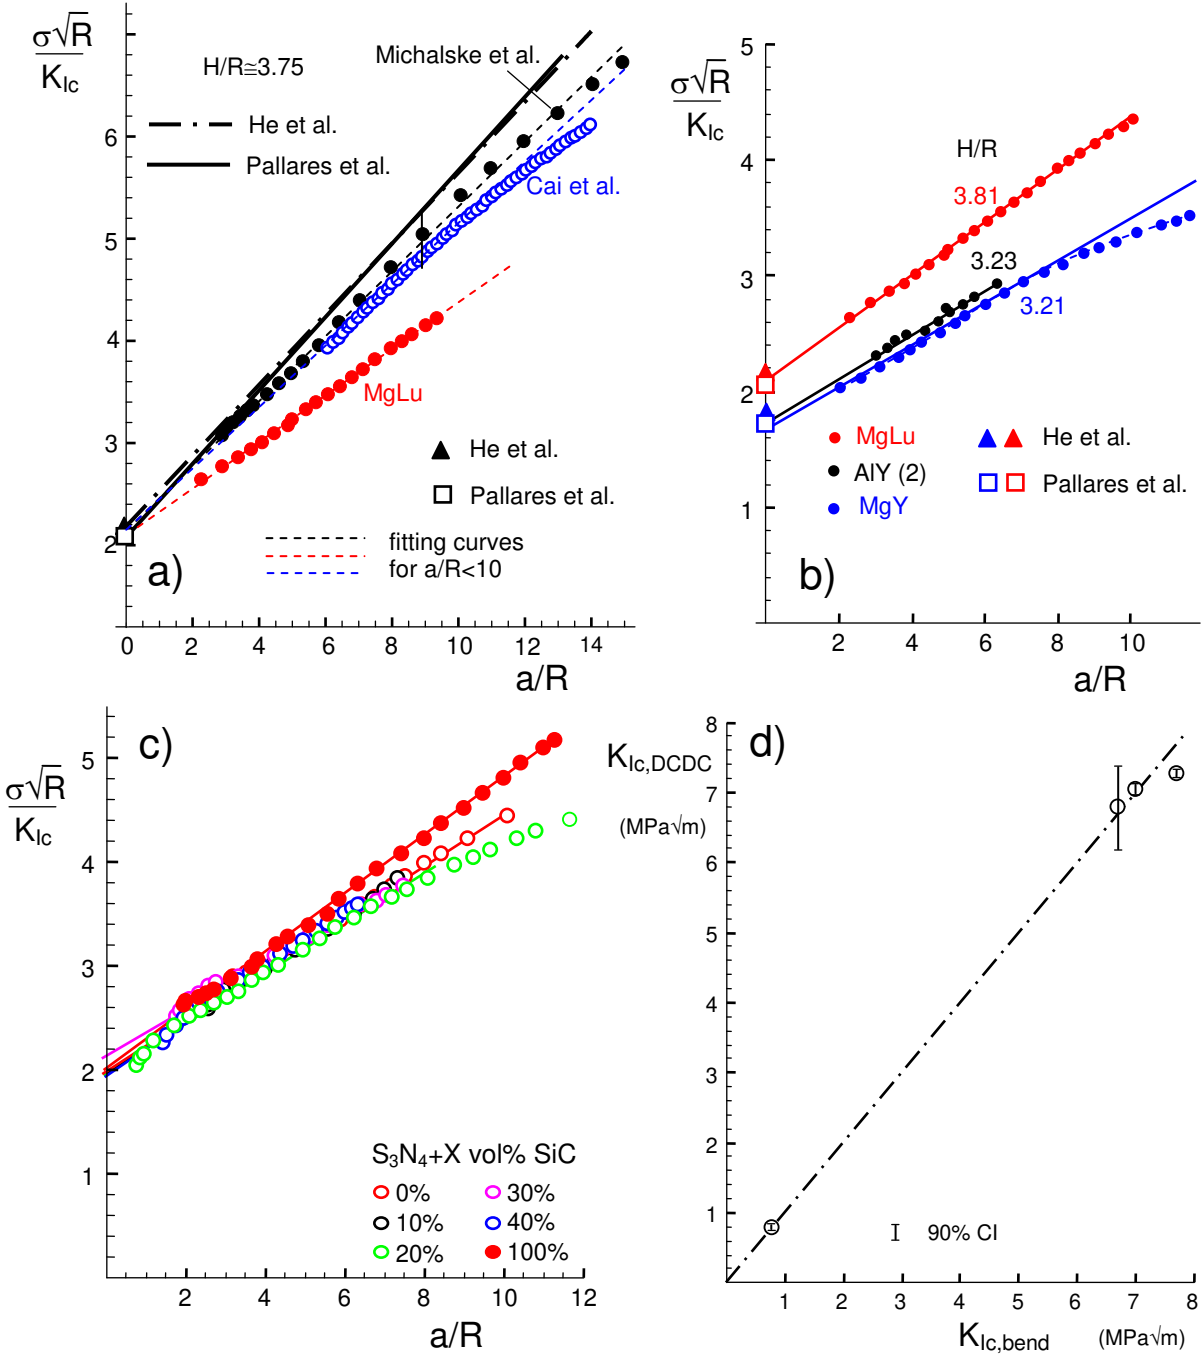 σ√R
K_Ic
H/R≅3.75
He et al.
Pallares et al.
Michalske et al.
Cai et al.
MgLu
He et al.
Pallares et al.
fitting curves
for a/R<10
a)
6
5
4
3
2
0 2 4 6 8 10 12 14
a/R
σ√R
K_Ic
5
4
3
2
1
H/R
3.81
3.23
3.21
MgLu
AlY (2)
MgY
He et al.
Pallares et al.
b)
2 4 6 8 10
a/R
c)
σ√R
K_Ic
5
4
3
2
1
S₃N₄+X vol% SiC
0% 30%
10% 40%
20% 100%
2 4 6 8 10 12
a/R
d)
K_Ic,DCDC
(MPa√m)
8
7
6
5
4
3
2
1
90% CI
1 2 3 4 5 6 7 8
K_Ic,bend (MPa√m)